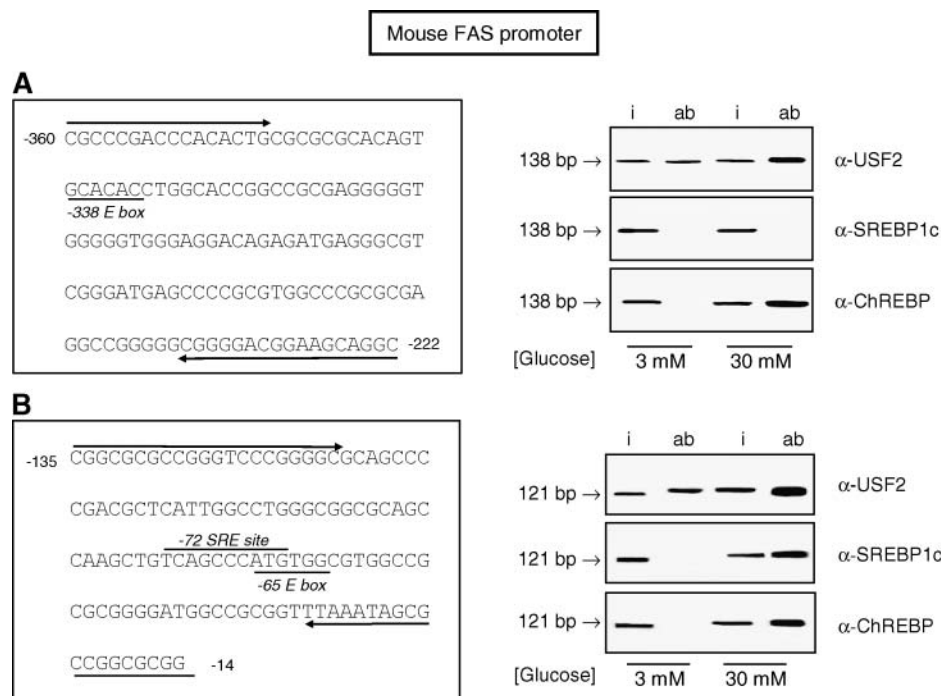 Mouse FAS promoter
A
-360 CGCCCGACCCACACTGCGCGCGCACAGT
GCACACCTGGCACCGGCCGCGAGGGGGT
-338 E box
GGGGGTGGGAGGACAGAGATGAGGGCGT
CGGGATGAGCCCCGCGTGGCCCGCGCGA
GGCCGGGGGCGGGGACGGAAGCAGGC -222
i ab i ab
138 bp → α-USF2
138 bp → α-SREBP1c
138 bp → α-ChREBP
[Glucose] 3 mM 30 mM
B
-135 CGGCGCGCCGGGTCCCGGGGCGCAGCCC
CGACGCTCATTGGCCTGGGCGGCGCAGC
-72 SRE site
CAAGCTGTCAGCCCATGTGGCGTGGCCG
-65 E box
CGCGGGGATGGCCGCGGTTTAAATAGCG
CCGGCGCGG -14
i ab i ab
121 bp → α-USF2
121 bp → α-SREBP1c
121 bp → α-ChREBP
[Glucose] 3 mM 30 mM